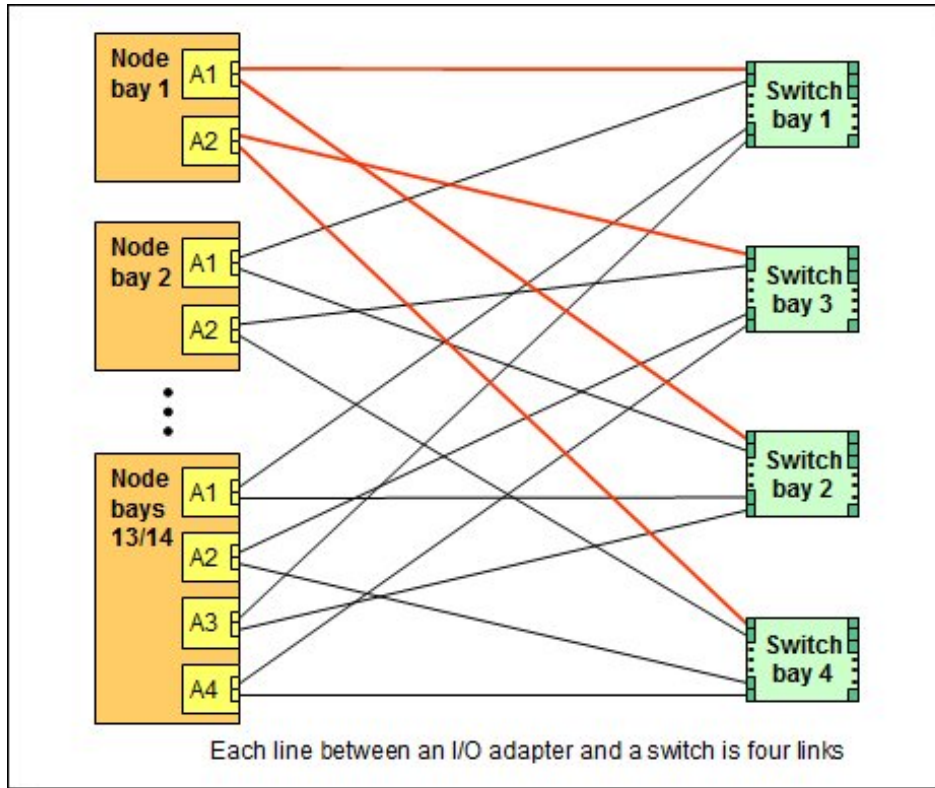 Node
bay 1
A1
A2
Node
bay 2
A1
A2
Node
bays
13/14
A1
A2
A3
A4
Switch
bay 1
Switch
bay 3
Switch
bay 2
Switch
bay 4
Each line between an I/O adapter and a switch is four links